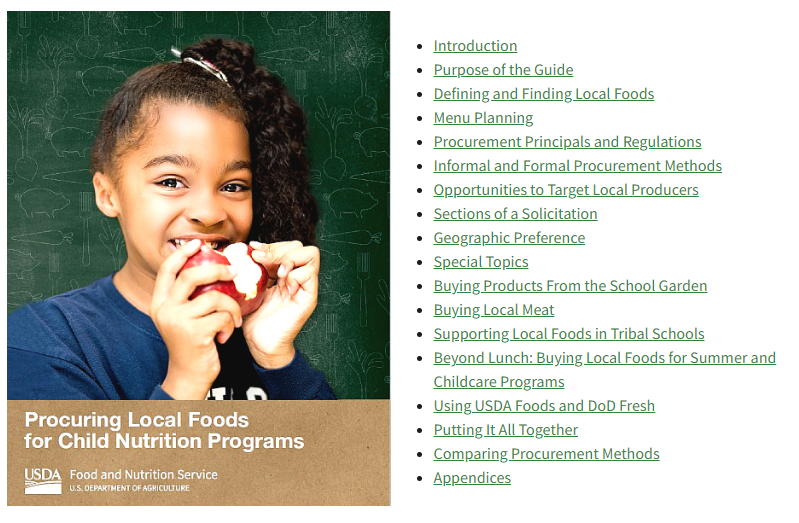 Procuring Local Foods
for Child Nutrition Programs
USDA
Food and Nutrition Service
U.S. DEPARTMENT OF AGRICULTURE
Introduction
Purpose of the Guide
Defining and Finding Local Foods
Menu Planning
Procurement Principals and Regulations
Informal and Formal Procurement Methods
Opportunities to Target Local Producers
Sections of a Solicitation
Geographic Preference
Special Topics
Buying Products From the School Garden
Buying Local Meat
Supporting Local Foods in Tribal Schools
Beyond Lunch: Buying Local Foods for Summer and
Childcare Programs
Using USDA Foods and DoD Fresh
Putting It All Together
Comparing Procurement Methods
Appendices